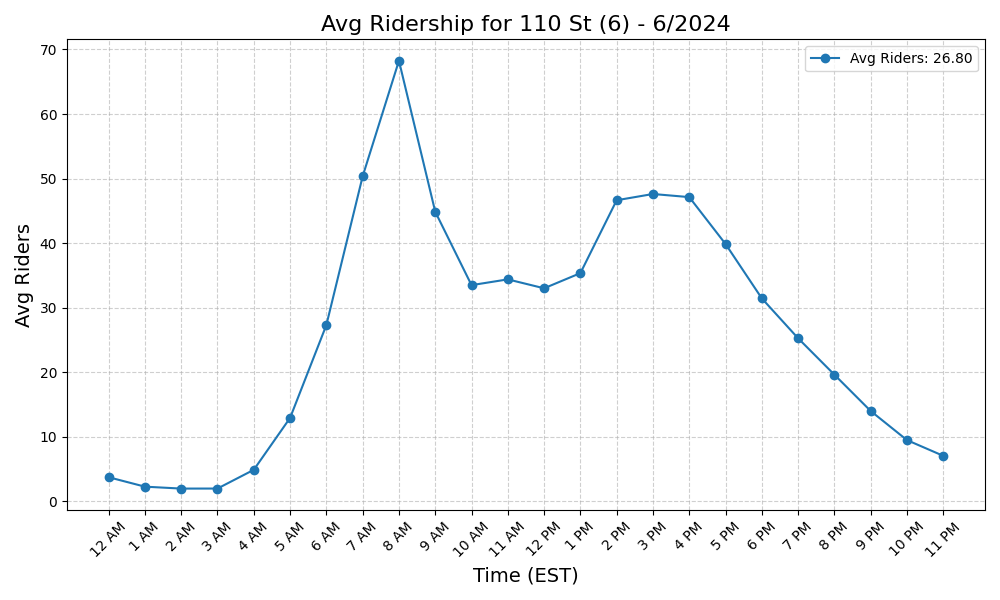 Avg Ridership for 110 St (6) - 6/2024
Avg Riders: 26.80
Avg Riders
70
60
50
40
30
20
10
0
12 AM
1 AM
2 AM
3 AM
4 AM
5 AM
6 AM
7 AM
8 AM
9 AM
10 AM
11 AM
12 PM
1 PM
2 PM
3 PM
4 PM
5 PM
6 PM
7 PM
8 PM
9 PM
10 PM
11 PM
Time (EST)